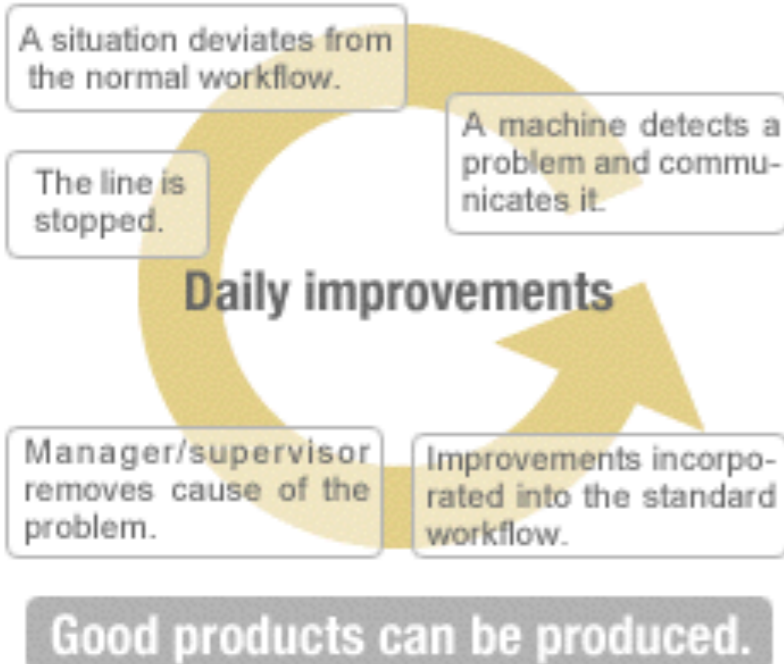 A situation deviates from
the normal workflow.
A machine detects a
problem and commu-
nicates it.
The line is
stopped.
Daily improvements
Manager/supervisor
removes cause of the
problem.
Improvements incorpo-
rated into the standard
workflow.
Good products can be produced.